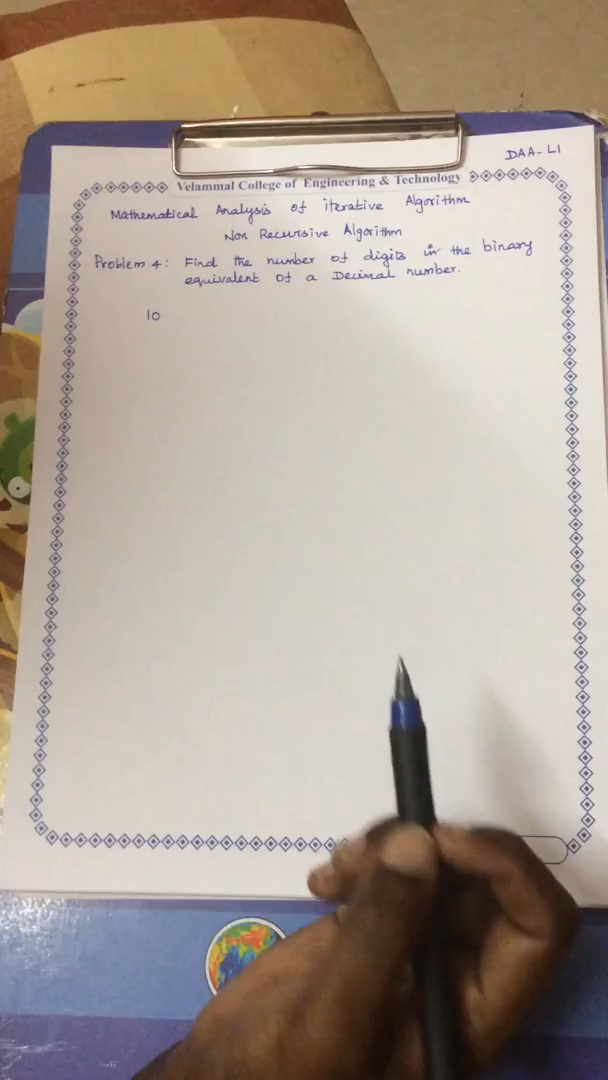 DAA-L1
Velammal College of Engineering & Technology
Mathematical Analysis of iterative Algorithm
Non Recursive Algorithm
Problem 4: Find the number of digits in the binary
equivalent of a Decimal number.
10